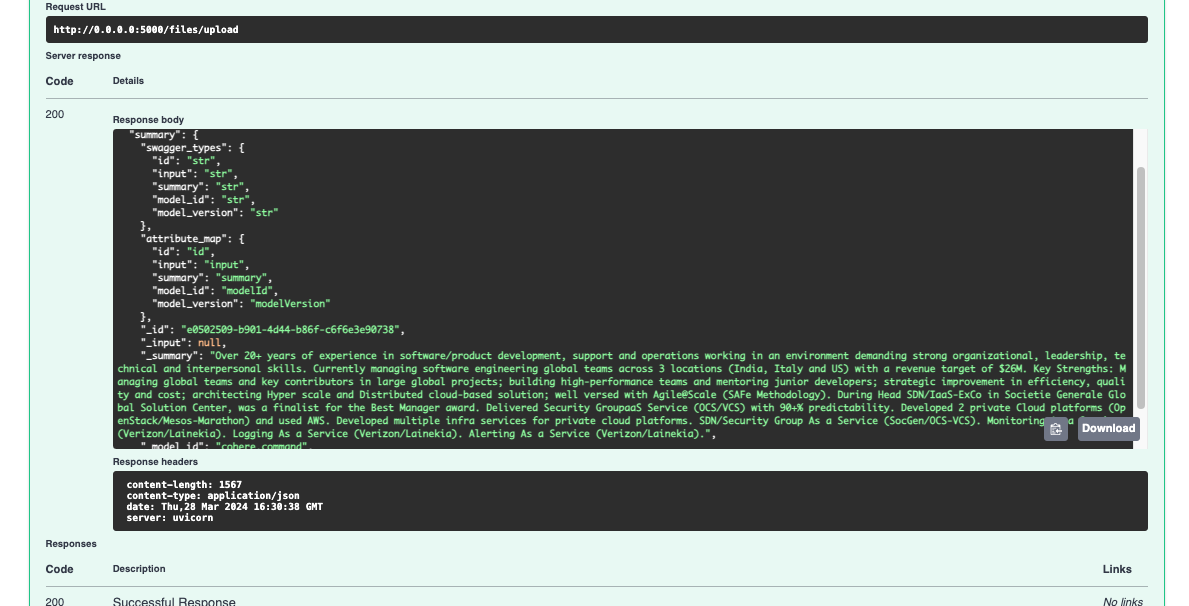 Request URL
http://0.0.0.0:5000/files/upload
Server response
Code Details
200
Response body
"summary": {
"swagger_types": {
"id": "str",
"input": "str",
"summary": "str",
"model_id": "str",
"model_version": "str"
},
"attribute_map": {
"id": "id",
"input": "input",
"summary": "summary",
"model_id": "modelId",
"model_version": "modelVersion"
},
"_id": "e0502509-b901-4d44-b86f-c6f6e3e90738",
"_input": null,
"_summary": "Over 20+ years of experience in software/product development, support and operations working in an environment demanding strong organizational, leadership, te
chnical and interpersonal skills. Currently managing software engineering global teams across 3 locations (India, Italy and US) with a revenue target of $26M. Key Strengths: M
anaging global teams and key contributors in large global projects; building high-performance teams and mentoring junior developers; strategic improvement in efficiency, quali
ty and cost; architecting Hyper scale and Distributed cloud-based solution; well versed with Agile@Scale (SAFe Methodology). During Head SDN/IaaS-ExCo in Societie Generale Glo
bal Solution Center, was a finalist for the Best Manager award. Delivered Security GroupaaS Service (OCS/VCS) with 90+% predictability. Developed 2 private Cloud platforms (Op
enStack/Mesos-Marathon) and used AWS. Developed multiple infra services for private cloud platforms. SDN/Security Group As a Service (SocGen/OCS-VCS). Monitoring
(Verizon/Lainekia). Logging As a Service (Verizon/Lainekia). Alerting As a Service (Verizon/Lainekia).",
"_model_id": "cohere.command",
Download
Response headers
content-length: 1567
content-type: application/json
date: Thu,28 Mar 2024 16:30:38 GMT
server: uvicorn
Responses
Code Description Links
200 Successful Response No links